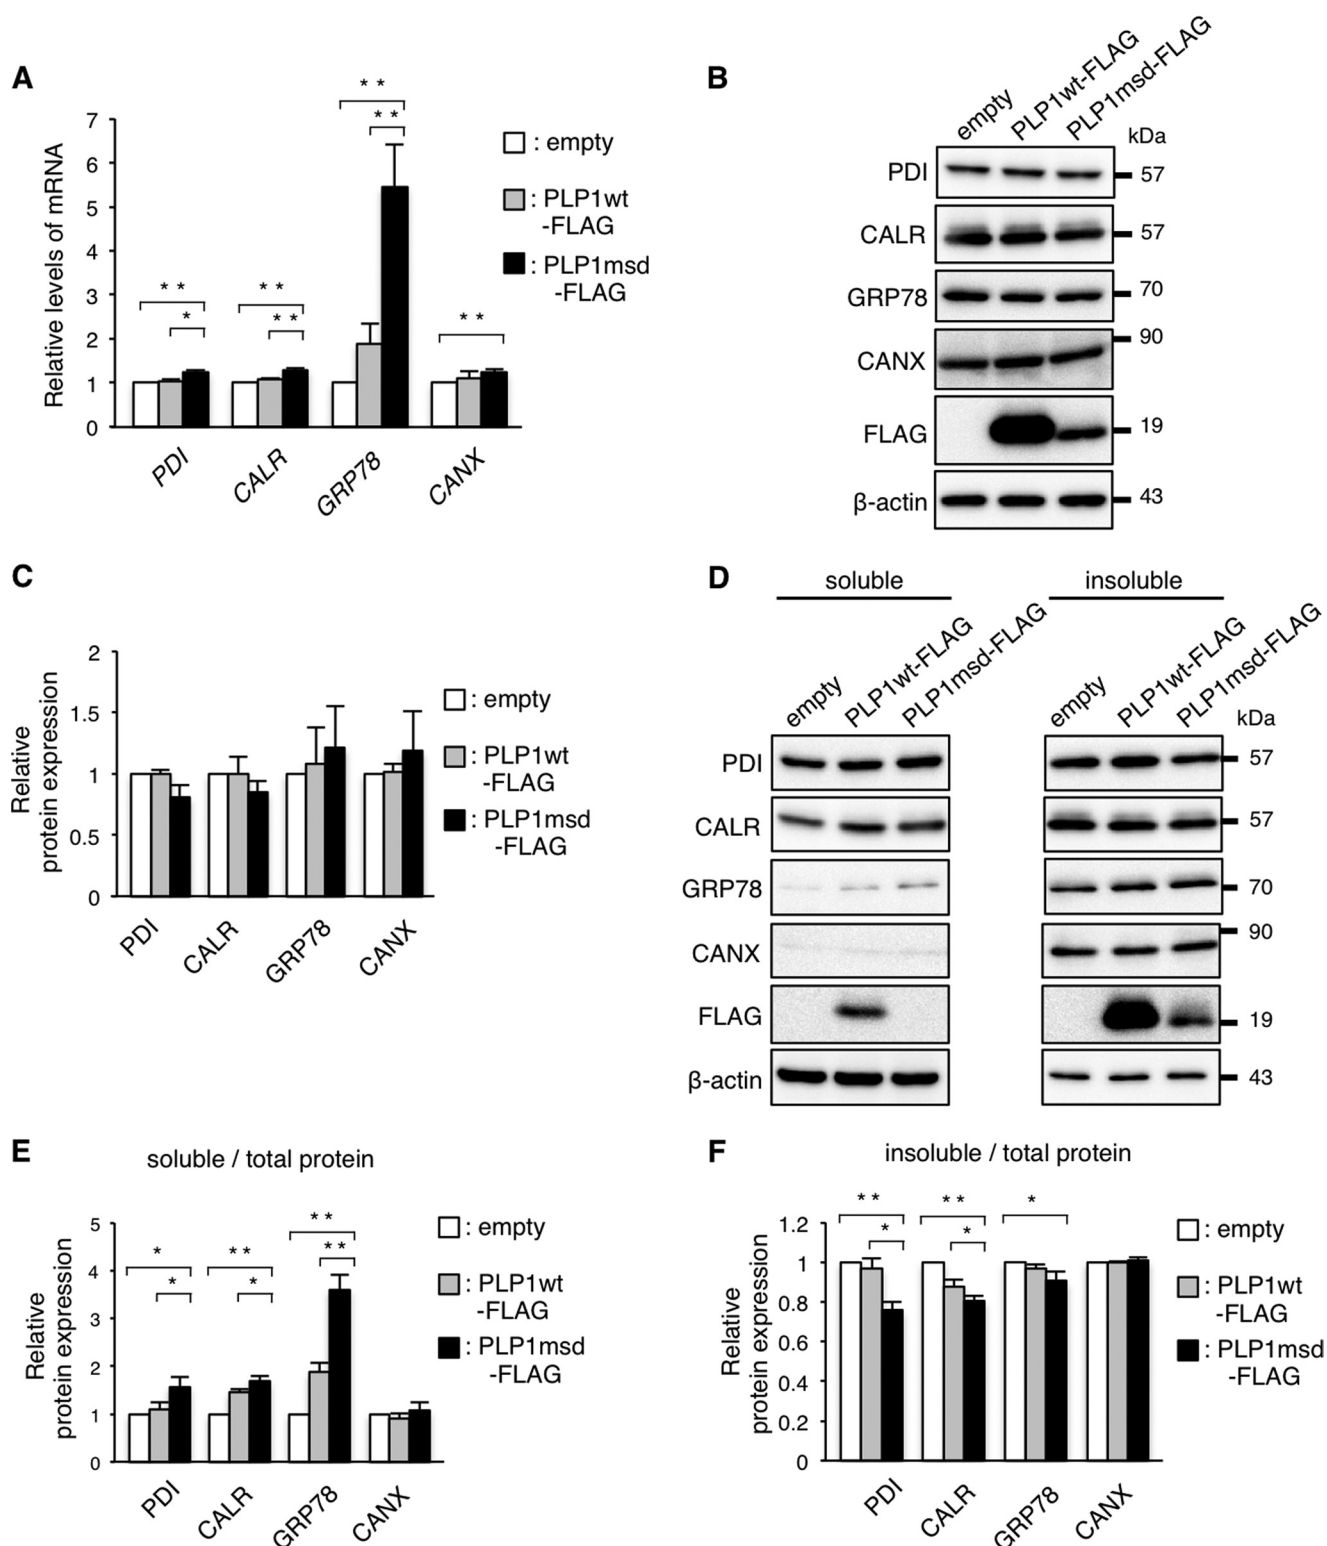 A
Relative levels of mRNA
7
6
5
4
3
2
1
0
* *
*
* *
* *
* *
* *
* *
PDI
CALR
GRP78
CANX
: empty
: PLP1wt
-FLAG
: PLP1msd
-FLAG
B
empty
PLP1wt-FLAG
PLP1msd-FLAG
kDa
PDI
57
CALR
57
GRP78
70
CANX
90
FLAG
19
β-actin
43
C
Relative
protein expression
2
1.5
1
0.5
0
PDI
CALR
GRP78
CANX
: empty
: PLP1wt
-FLAG
: PLP1msd
-FLAG
D
soluble
insoluble
empty
PLP1wt-FLAG
PLP1msd-FLAG
empty
PLP1wt-FLAG
PLP1msd-FLAG
kDa
PDI
57
CALR
57
GRP78
70
CANX
90
FLAG
19
β-actin
43
E
soluble / total protein
Relative
protein expression
5
4
3
2
1
0
*
*
* *
*
* *
* *
PDI
CALR
GRP78
CANX
: empty
: PLP1wt
-FLAG
: PLP1msd
-FLAG
F
insoluble / total protein
Relative
protein expression
1.2
1
0.8
0.6
0.4
0.2
0
* *
*
* *
*
*
PDI
CALR
GRP78
CANX
: empty
: PLP1wt
-FLAG
: PLP1msd
-FLAG